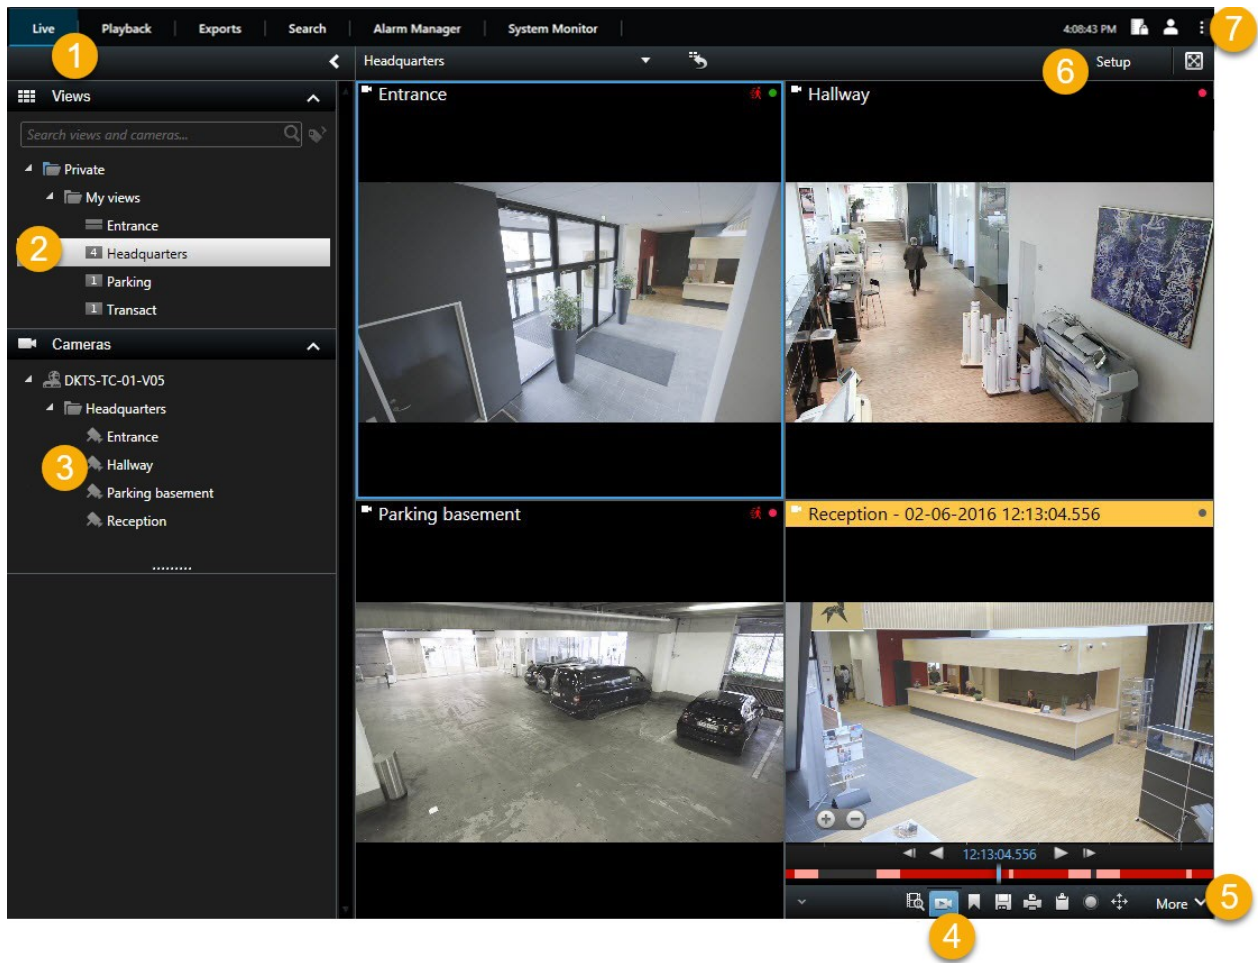 Live Playback Exports Search Alarm Manager System Monitor 4:08:43 PM 7
1
Headquarters 6 Setup
Views
Search views and cameras...
Private
My views
Entrance
2 4 Headquarters
1 Parking
1 Transact
Cameras
DKTS-TC-01-V05
Headquarters
Entrance
3 Hallway
Parking basement
Reception
.........
Entrance
Hallway
Parking basement
Reception - 02-06-2016 12:13:04.556
12:13:04.556
More 5
4